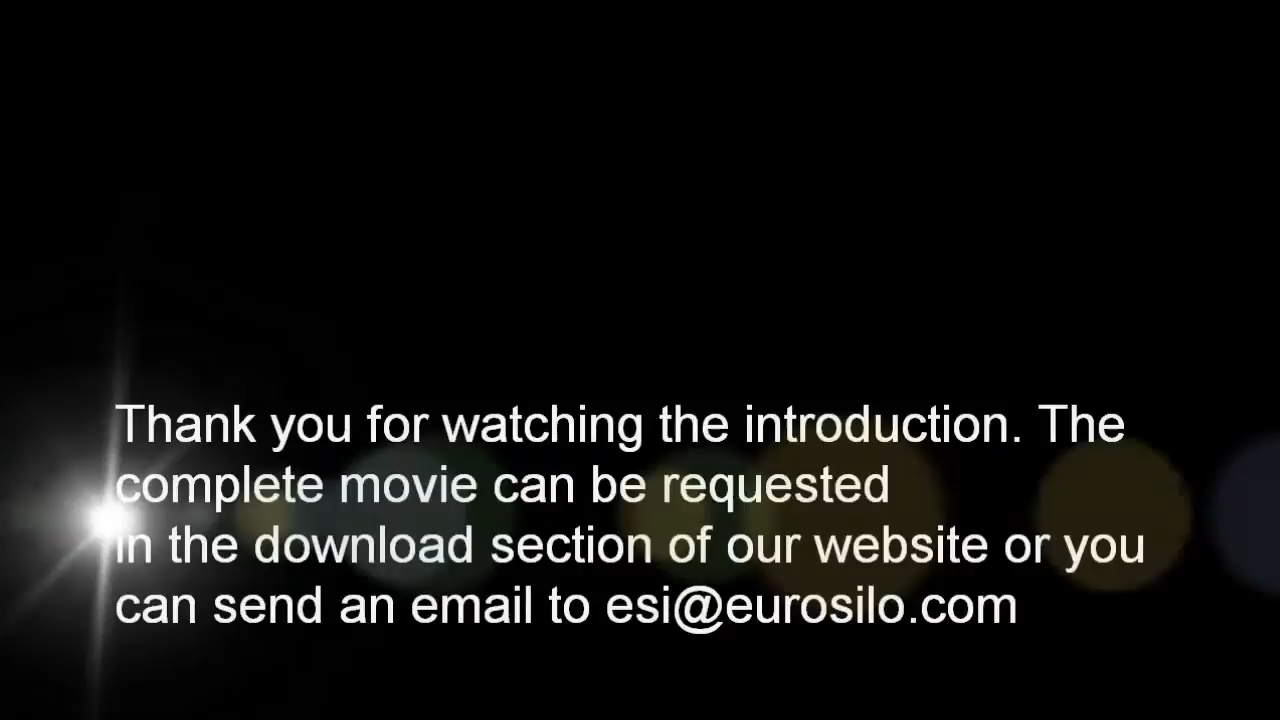 Thank you for watching the introduction. The
complete movie can be requested
in the download section of our website or you
can send an email to esi@eurosilo.com